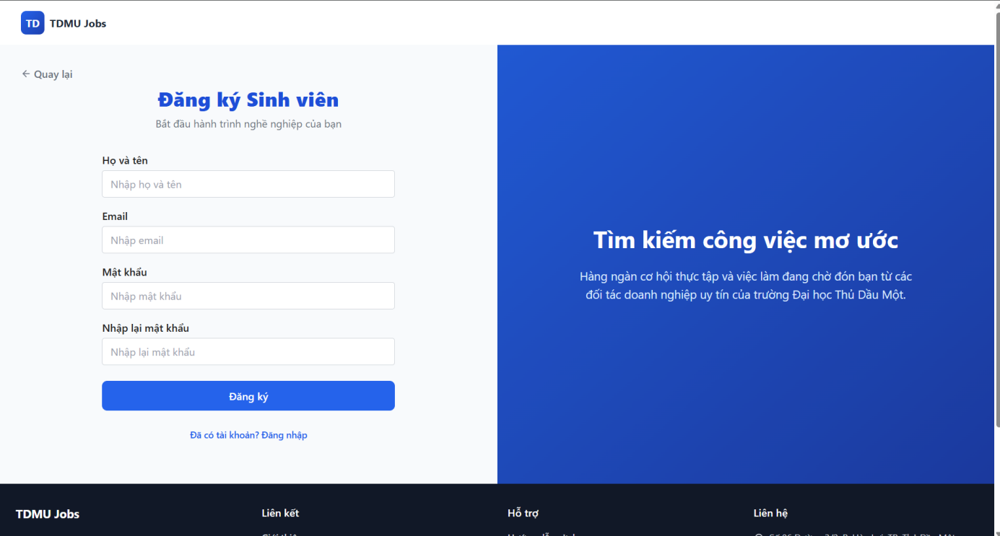 TD TDMU Jobs
← Quay lại
Đăng ký Sinh viên
Bắt đầu hành trình nghề nghiệp của bạn
Họ và tên
Nhập họ và tên
Email
Nhập email
Mật khẩu
Nhập mật khẩu
Nhập lại mật khẩu
Nhập lại mật khẩu
Đăng ký
Đã có tài khoản? Đăng nhập
Tìm kiếm công việc mơ ước
Hàng ngàn cơ hội thực tập và việc làm đang chờ đón bạn từ các
đối tác doanh nghiệp uy tín của trường Đại học Thủ Dầu Một.
TDMU Jobs
Liên kết
Hỗ trợ
Liên hệ